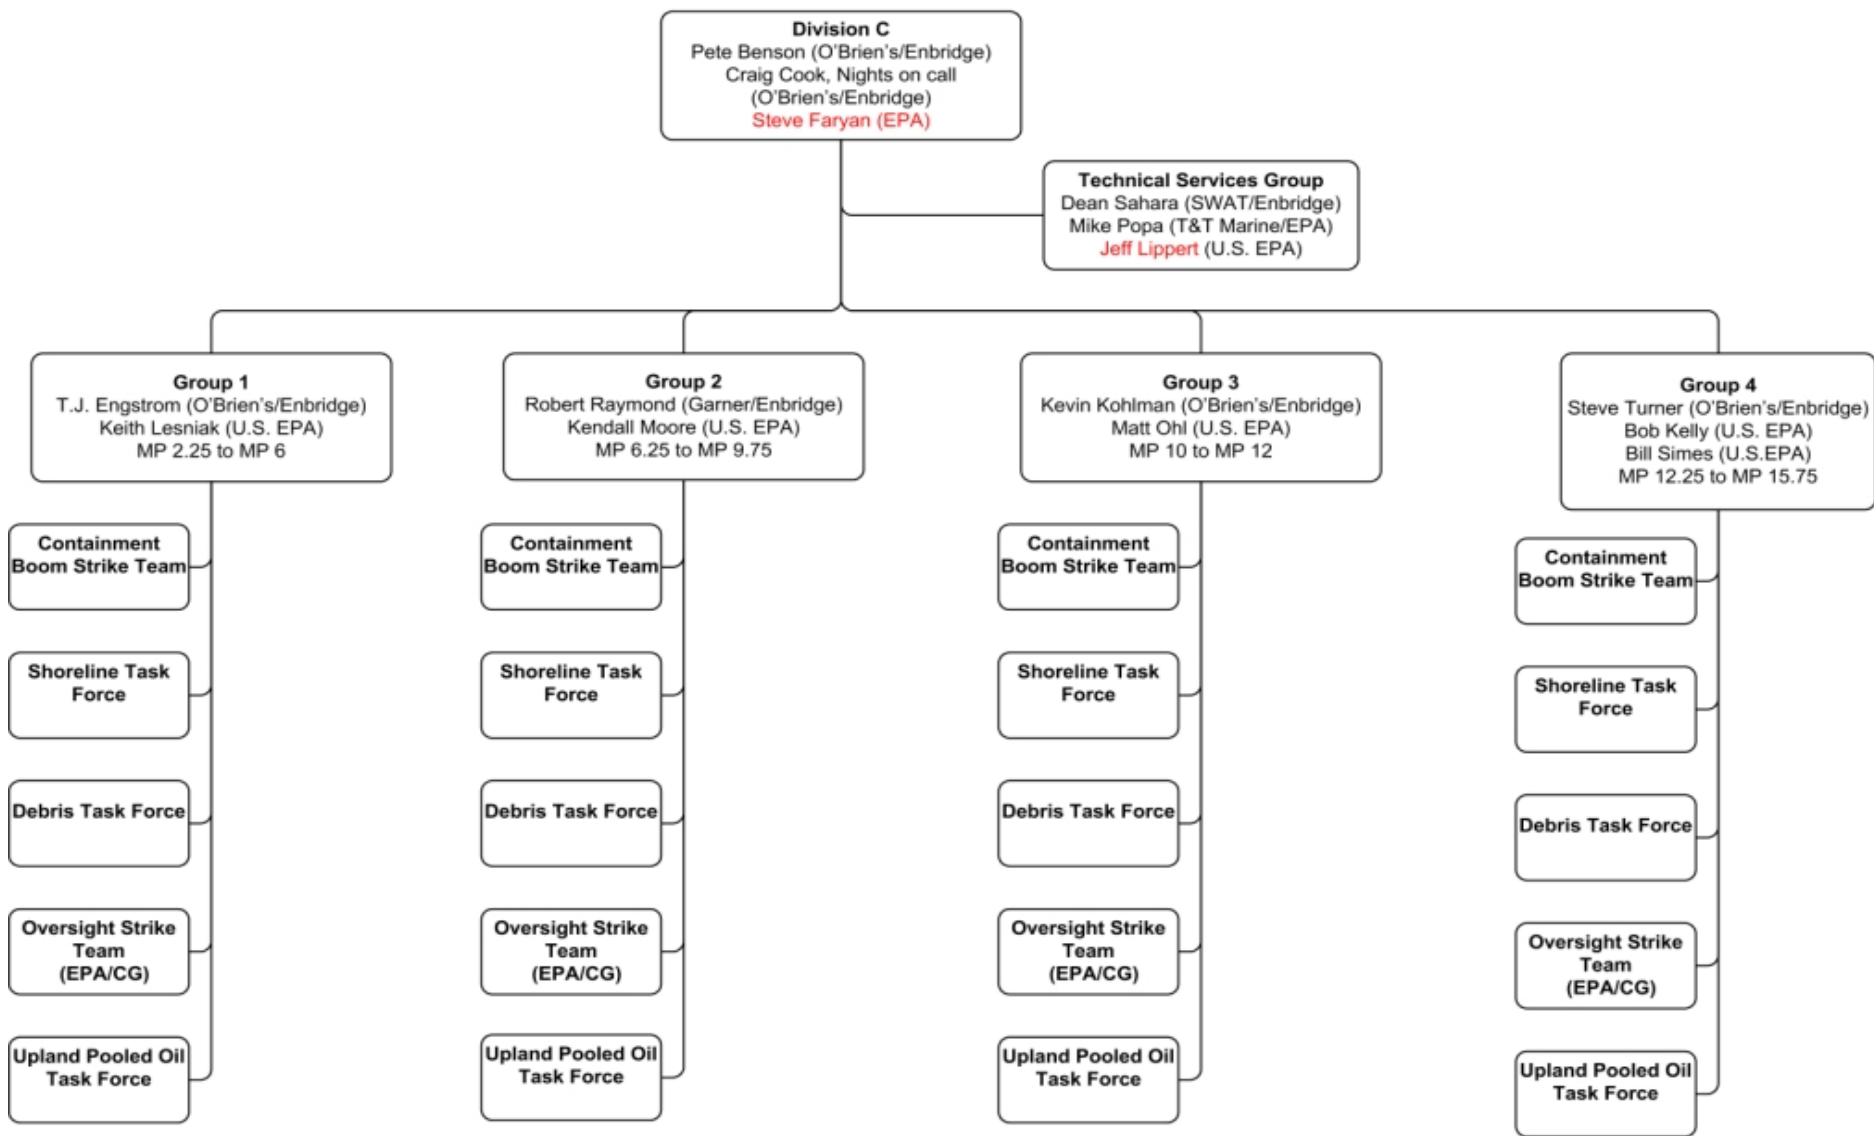 Division C
Pete Benson (O'Brien's/Enbridge)
Craig Cook, Nights on call
(O'Brien's/Enbridge)
Steve Faryan (EPA)
Technical Services Group
Dean Sahara (SWAT/Enbridge)
Mike Popa (T&T Marine/EPA)
Jeff Lippert (U.S. EPA)
Group 1
T.J. Engstrom (O'Brien's/Enbridge)
Keith Lesniak (U.S. EPA)
MP 2.25 to MP 6
Containment
Boom Strike Team
Shoreline Task
Force
Debris Task Force
Oversight Strike
Team
(EPA/CG)
Upland Pooled Oil
Task Force
Group 2
Robert Raymond (Garner/Enbridge)
Kendall Moore (U.S. EPA)
MP 6.25 to MP 9.75
Containment
Boom Strike Team
Shoreline Task
Force
Debris Task Force
Oversight Strike
Team
(EPA/CG)
Upland Pooled Oil
Task Force
Group 3
Kevin Kohlman (O'Brien's/Enbridge)
Matt Ohl (U.S. EPA)
MP 10 to MP 12
Containment
Boom Strike Team
Shoreline Task
Force
Debris Task Force
Oversight Strike
Team
(EPA/CG)
Upland Pooled Oil
Task Force
Group 4
Steve Turner (O'Brien's/Enbridge)
Bob Kelly (U.S. EPA)
Bill Simes (U.S.EPA)
MP 12.25 to MP 15.75
Containment
Boom Strike Team
Shoreline Task
Force
Debris Task Force
Oversight Strike
Team
(EPA/CG)
Upland Pooled Oil
Task Force